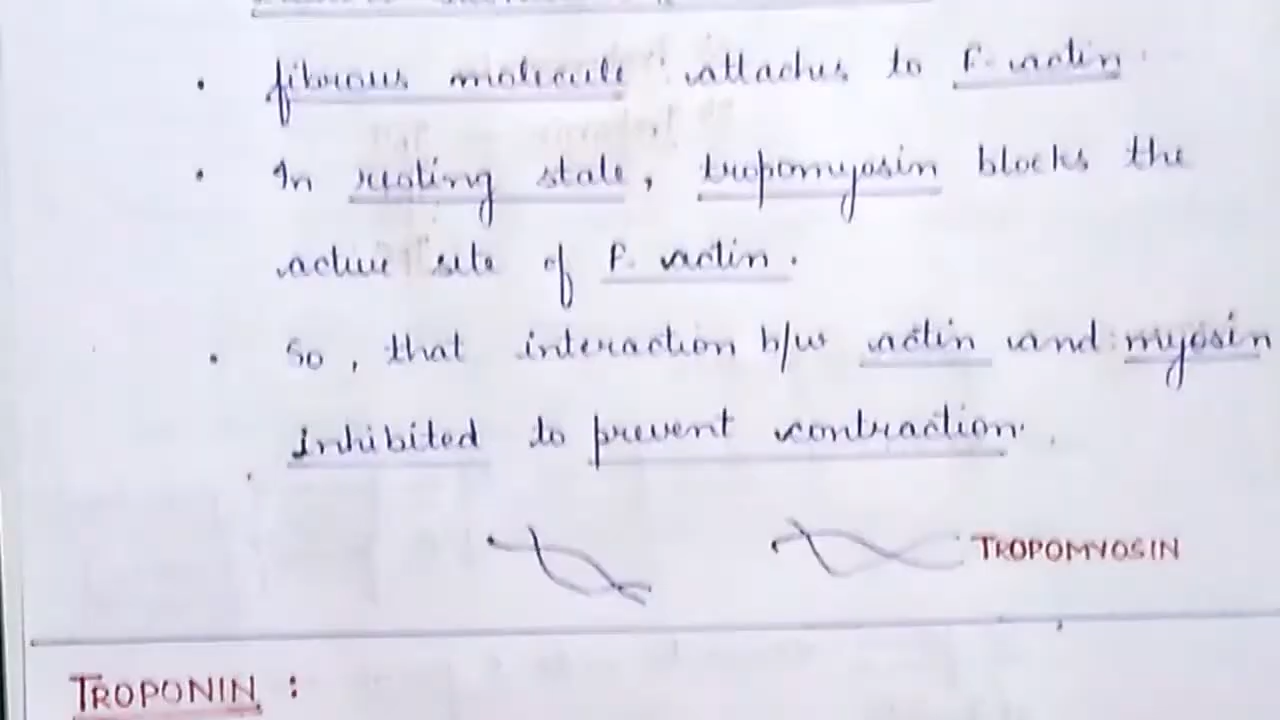 • fibrous molecule attaches to F-actin.
• In resting state, tropomyosin blocks the
active site of F-actin.
• So, that interaction b/w actin and myosin
Inhibited to prevent contraction.
TROPOMYOSIN
TROPONIN :